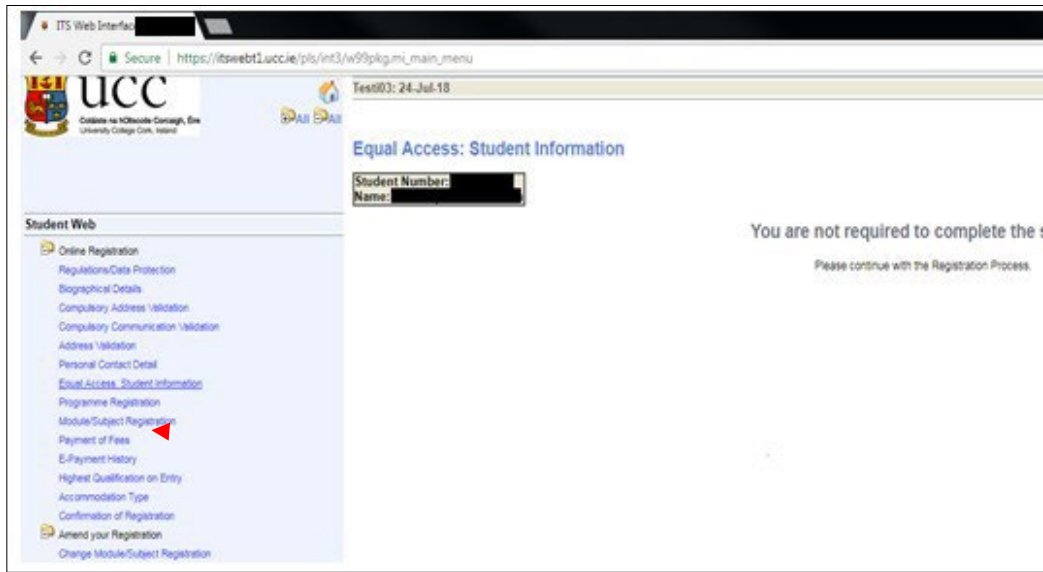 ITS Web Interfac
Secure | https://itswebt1.ucc.ie/pls/int3/w99pkg.mi_main_menu
UCC
Coláiste na hOllscoile Corcaigh, Éire
University College Cork, Ireland
All All
Testi03: 24-Jul-18
Equal Access: Student Information
Student Number:
Name:
You are not required to complete the s
Please continue with the Registration Process.
Student Web
Online Registration
Regulations/Data Protection
Biographical Details
Compulsory Address Validation
Compulsory Communication Validation
Address Validation
Personal Contact Detail
Equal Access, Student Information
Programme Registration
Module/Subject Registration
Payment of Fees
E-Payment History
Highest Qualification on Entry
Accommodation Type
Confirmation of Registration
Amend your Registration
Change Module/Subject Registration